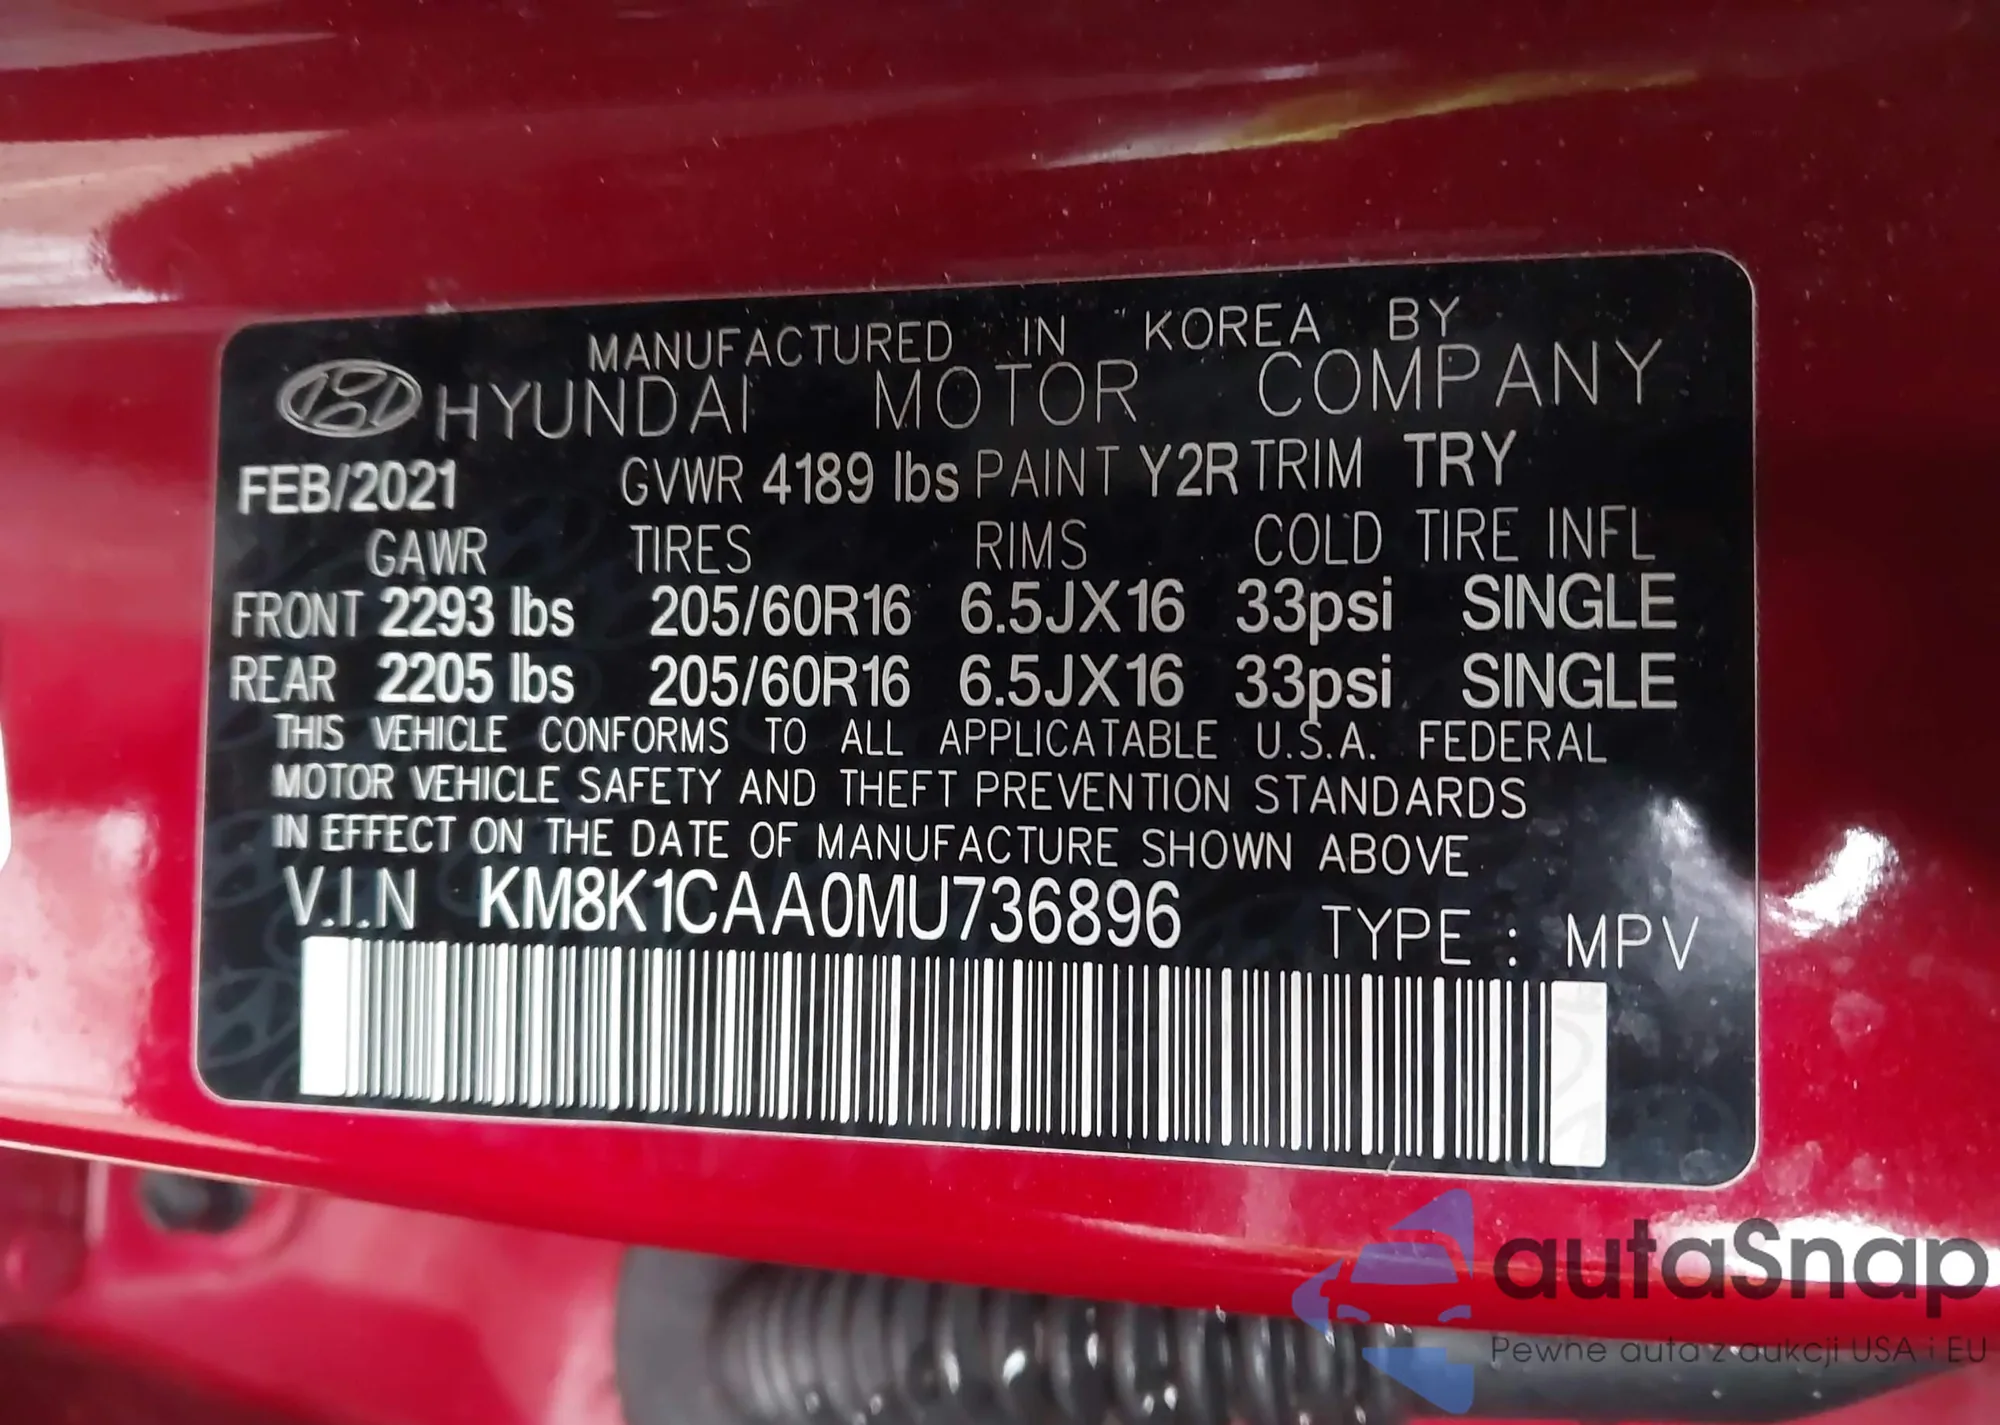 MANUFACTURED IN KOREA BY
HYUNDAI MOTOR COMPANY
FEB/2021 GVWR 4189 lbs PAINT Y2R TRIM TRY
GAWR TIRES RIMS COLD TIRE INFL
FRONT 2293 lbs 205/60R16 6.5JX16 33psi SINGLE
REAR 2205 lbs 205/60R16 6.5JX16 33psi SINGLE
THIS VEHICLE CONFORMS TO ALL APPLICATABLE U.S.A. FEDERAL
MOTOR VEHICLE SAFETY AND THEFT PREVENTION STANDARDS
IN EFFECT ON THE DATE OF MANUFACTURE SHOWN ABOVE
V.I.N KM8K1CAA0MU736896 TYPE : MPV
autaSnap
Pewne auta z aukcji USA i EU